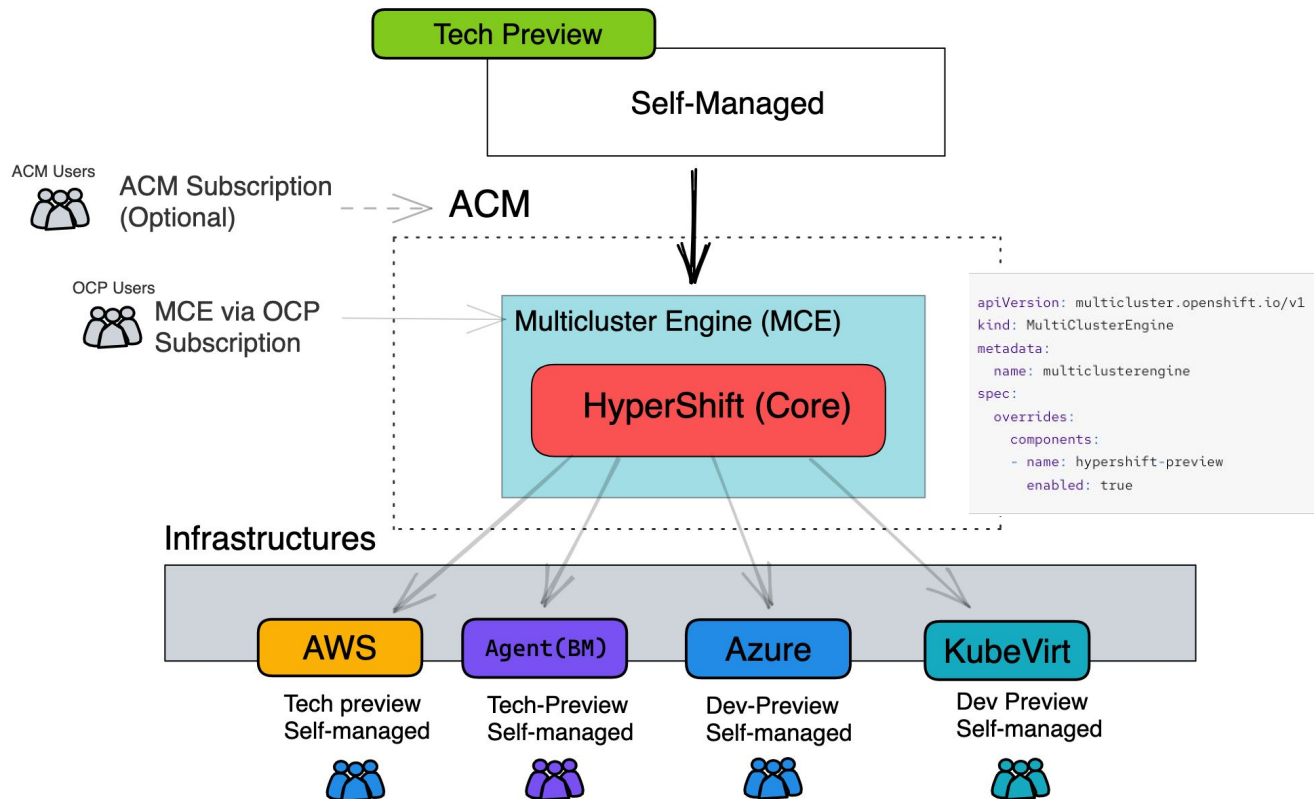 Tech Preview
Self-Managed
ACM Users
ACM Subscription
(Optional)
ACM
OCP Users
MCE via OCP
Subscription
Multicluster Engine (MCE)
HyperShift (Core)
apiVersion: multicluster.openshift.io/v1
kind: MultiClusterEngine
metadata:
  name: multiclusterengine
spec:
  overrides:
    components:
    - name: hypershift-preview
      enabled: true
Infrastructures
AWS
Agent(BM)
Azure
KubeVirt
Tech preview
Self-managed
Tech-Preview
Self-managed
Dev-Preview
Self-managed
Dev Preview
Self-managed